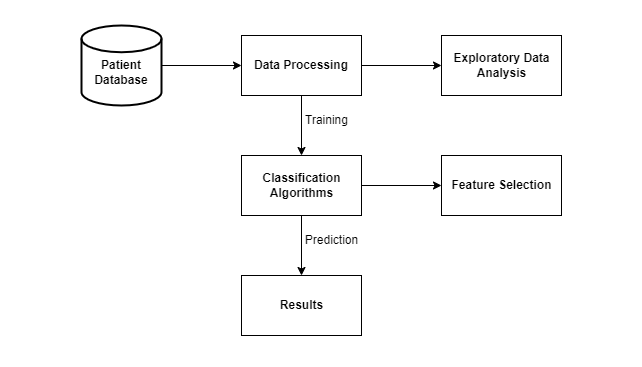 Patient
Database
Data Processing
Exploratory Data
Analysis
Training
Classification
Algorithms
Feature Selection
Prediction
Results